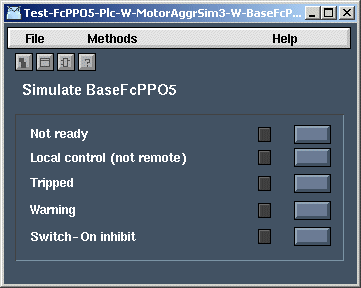 Test-FcPPO5-Plc-W-MotorAggrSim3-W-BaseFcP...
File Methods Help
?
Simulate BaseFcPPO5
Not ready
Local control (not remote)
Tripped
Warning
Switch-On inhibit